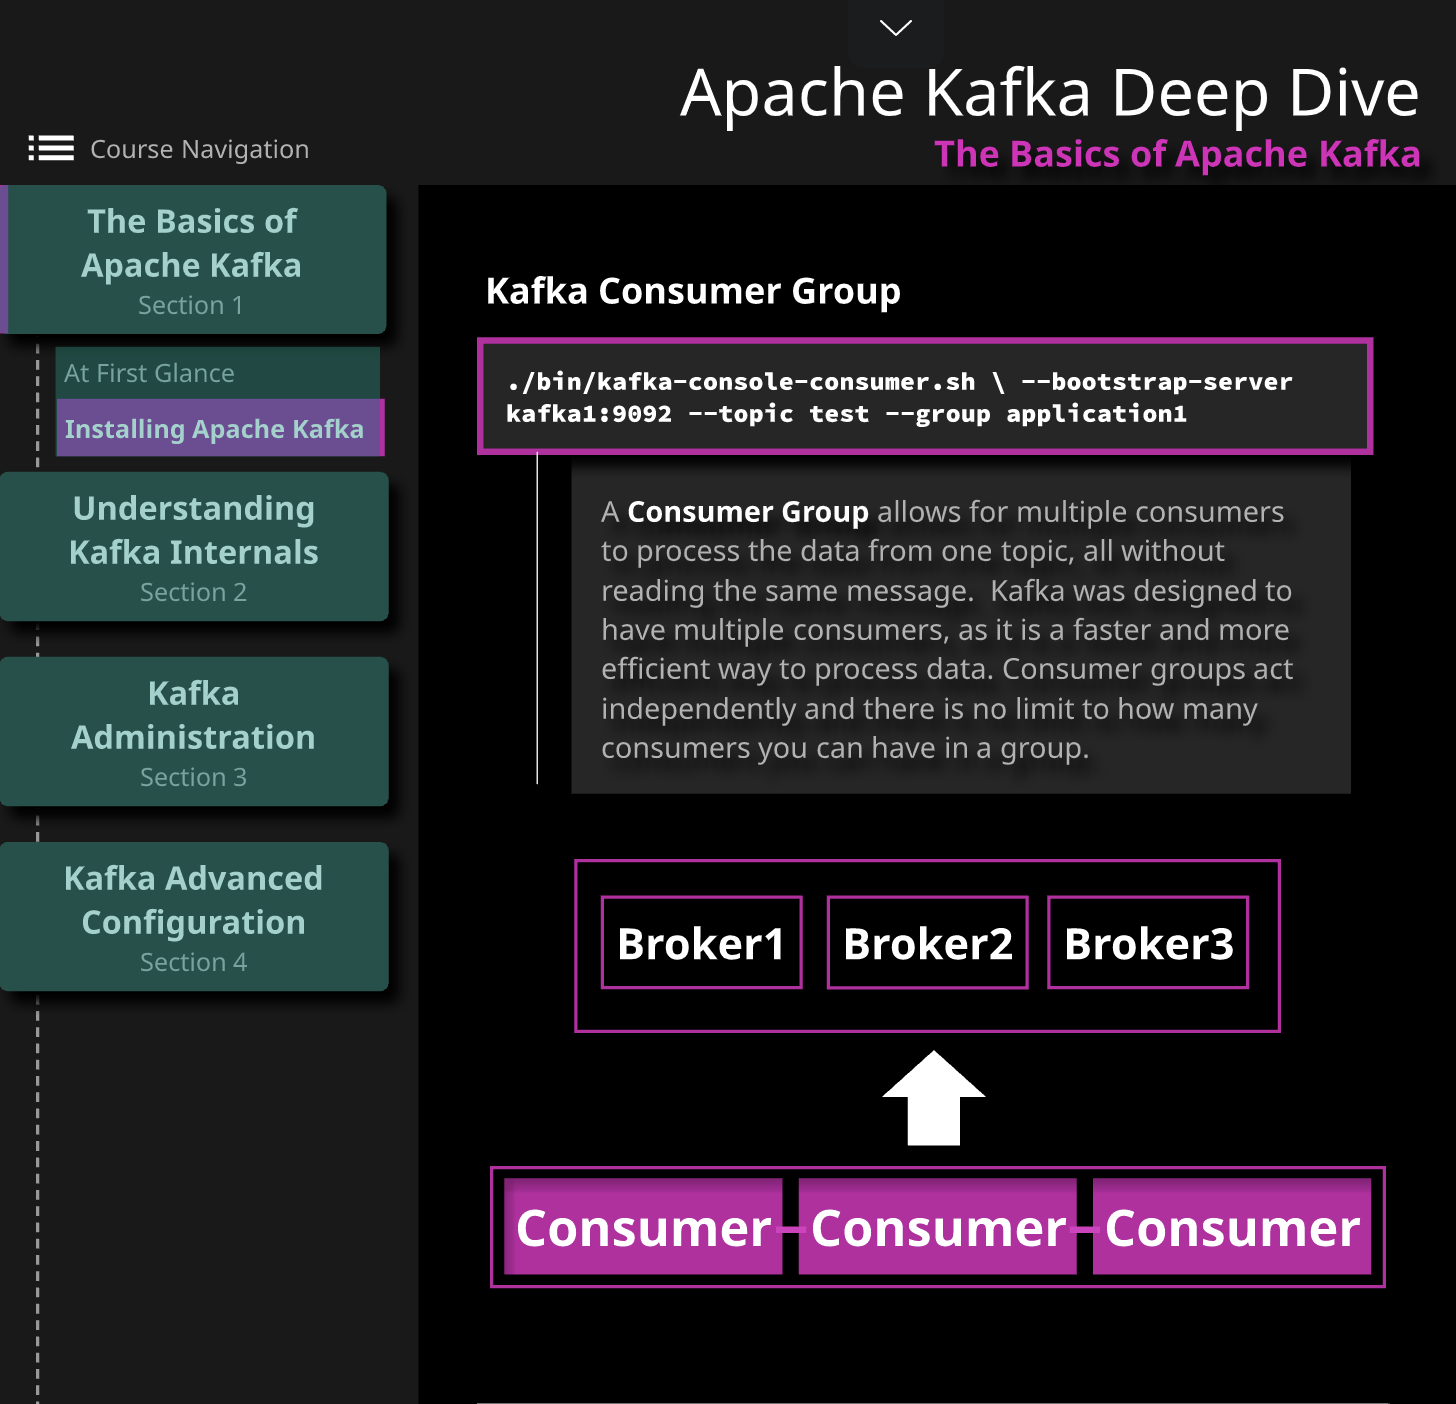 Apache Kafka Deep Dive
The Basics of Apache Kafka
Course Navigation
The Basics of
Apache Kafka
Section 1
At First Glance
Installing Apache Kafka
Understanding
Kafka Internals
Section 2
Kafka
Administration
Section 3
Kafka Advanced
Configuration
Section 4
Kafka Consumer Group
./bin/kafka-console-consumer.sh \ --bootstrap-server
kafka1:9092 --topic test --group application1
A Consumer Group allows for multiple consumers
to process the data from one topic, all without
reading the same message.  Kafka was designed to
have multiple consumers, as it is a faster and more
efficient way to process data. Consumer groups act
independently and there is no limit to how many
consumers you can have in a group.
Broker1 Broker2 Broker3
Consumer Consumer Consumer